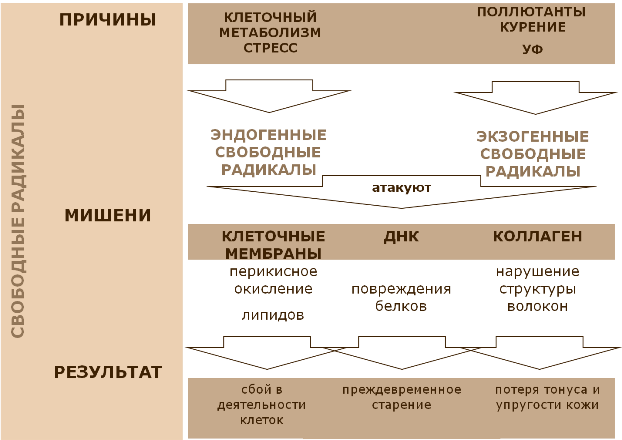 СВОБОДНЫЕ РАДИКАЛЫ
ПРИЧИНЫ
КЛЕТОЧНЫЙ
МЕТАБОЛИЗМ
СТРЕСС
ПОЛЛЮТАНТЫ
КУРЕНИЕ
УФ
ЭНДОГЕННЫЕ
СВОБОДНЫЕ
РАДИКАЛЫ
ЭКЗОГЕННЫЕ
СВОБОДНЫЕ
РАДИКАЛЫ
атакуют
МИШЕНИ
КЛЕТОЧНЫЕ
МЕМБРАНЫ
ДНК
КОЛЛАГЕН
перикисное
окисление
липидов
повреждения
белков
нарушение
структуры
волокон
РЕЗУЛЬТАТ
сбой в
деятельности
клеток
преждевременное
старение
потеря тонуса и
упругости кожи